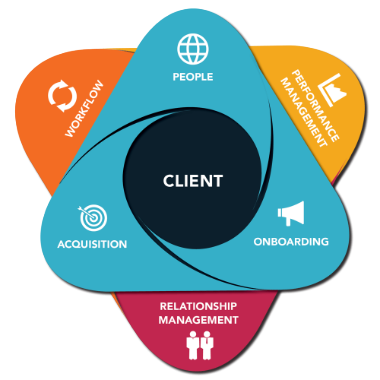 PEOPLE
WORKFLOW
PERFORMANCE
MANAGEMENT
CLIENT
ACQUISITION
ONBOARDING
RELATIONSHIP
MANAGEMENT